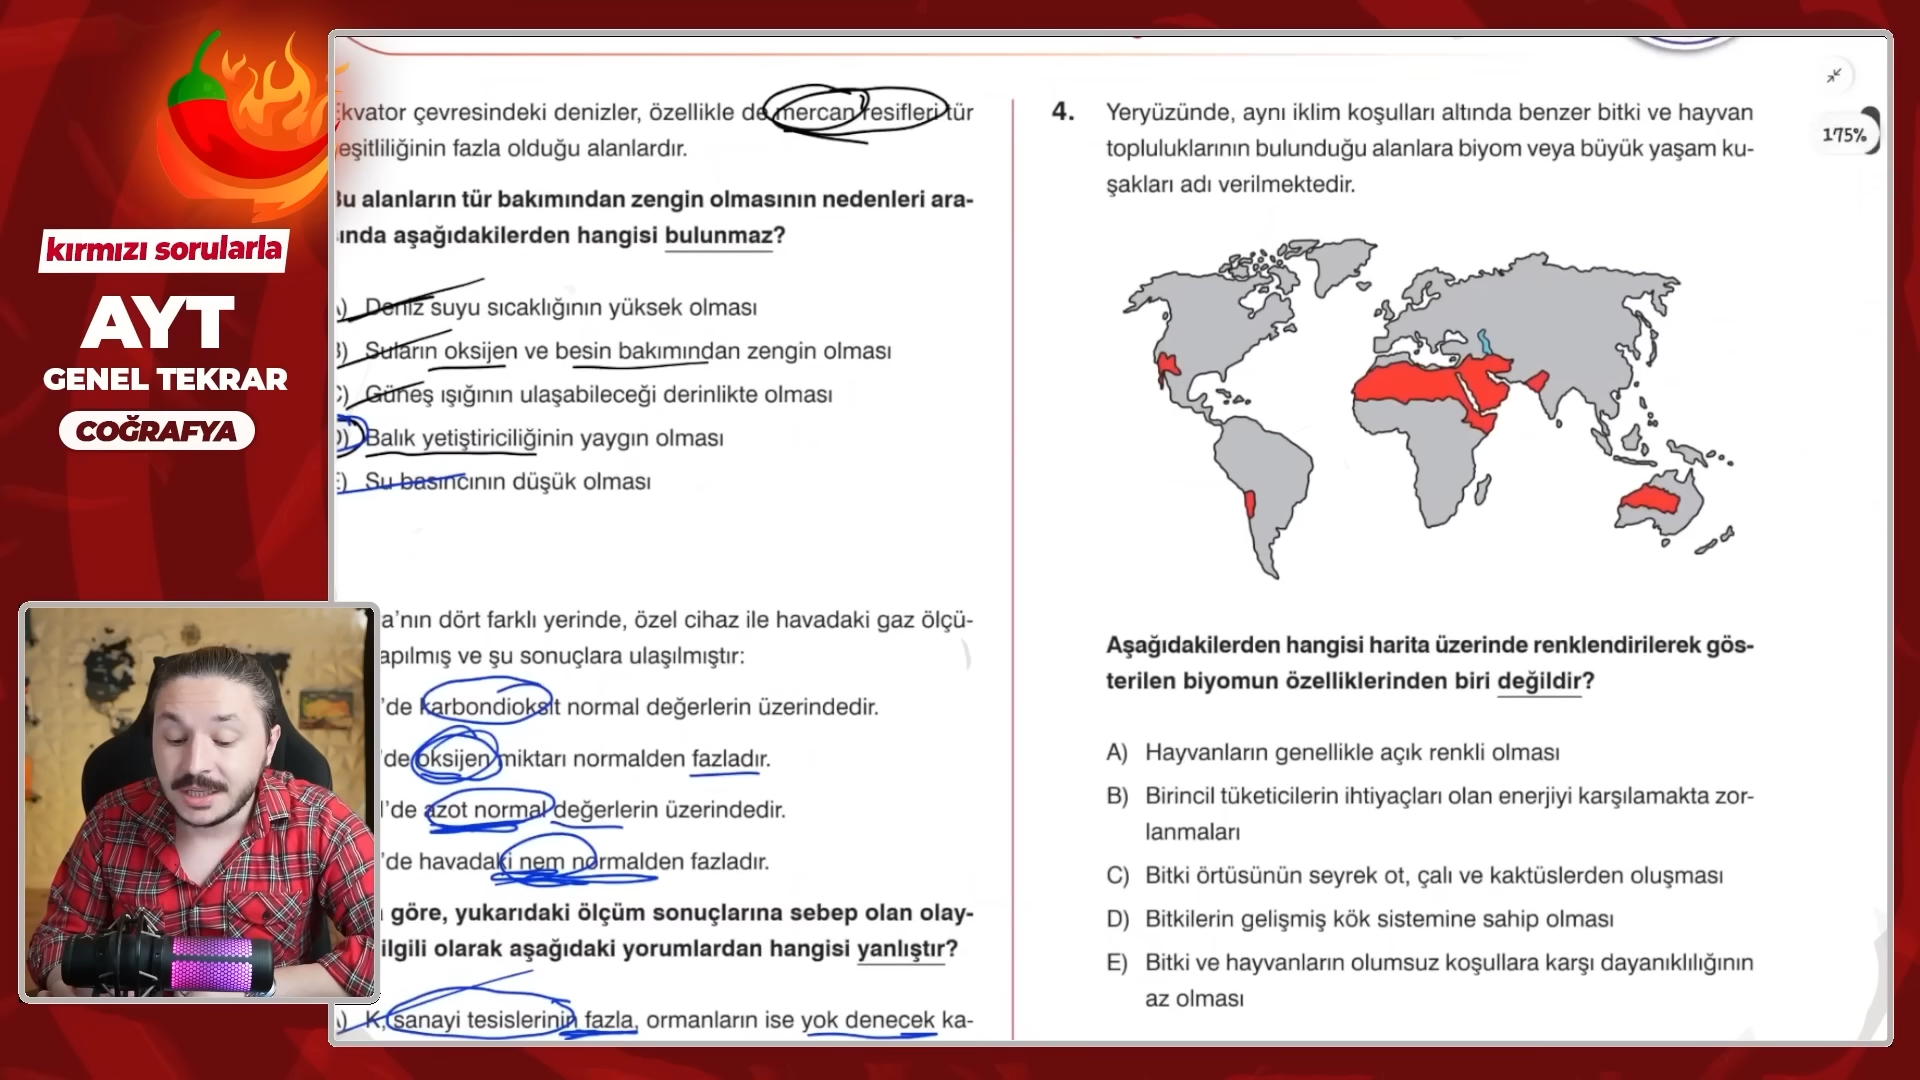 kırmızı sorularla
AYT
GENEL TEKRAR
COĞRAFYA
Ekvator çevresindeki denizler, özellikle de mercan resifleri tür
çeşitliliğinin fazla olduğu alanlardır.
Bu alanların tür bakımından zengin olmasının nedenleri ara-
sında aşağıdakilerden hangisi bulunmaz?
A) Deniz suyu sıcaklığının yüksek olması
B) Suların oksijen ve besin bakımından zengin olması
C) Güneş ışığının ulaşabileceği derinlikte olması
D) Balık yetiştiriciliğinin yaygın olması
E) Su basıncının düşük olması
a'nın dört farklı yerinde, özel cihaz ile havadaki gaz ölçü-
apılmış ve şu sonuçlara ulaşılmıştır:
'de karbondioksit normal değerlerin üzerindedir.
'de oksijen miktarı normalden fazladır.
'de azot normal değerlerin üzerindedir.
'de havadaki nem normalden fazladır.
göre, yukarıdaki ölçüm sonuçlarına sebep olan olay-
ilgili olarak aşağıdaki yorumlardan hangisi yanlıştır?
A) K, sanayi tesislerinin fazla, ormanların ise yok denecek ka-
4. Yeryüzünde, aynı iklim koşulları altında benzer bitki ve hayvan
topluluklarının bulunduğu alanlara biyom veya büyük yaşam ku-
şakları adı verilmektedir.
175%
Aşağıdakilerden hangisi harita üzerinde renklendirilerek gös-
terilen biyomun özelliklerinden biri değildir?
A) Hayvanların genellikle açık renkli olması
B) Birincil tüketicilerin ihtiyaçları olan enerjiyi karşılamakta zor-
lanmaları
C) Bitki örtüsünün seyrek ot, çalı ve kaktüslerden oluşması
D) Bitkilerin gelişmiş kök sistemine sahip olması
E) Bitki ve hayvanların olumsuz koşullara karşı dayanıklılığının
az olması